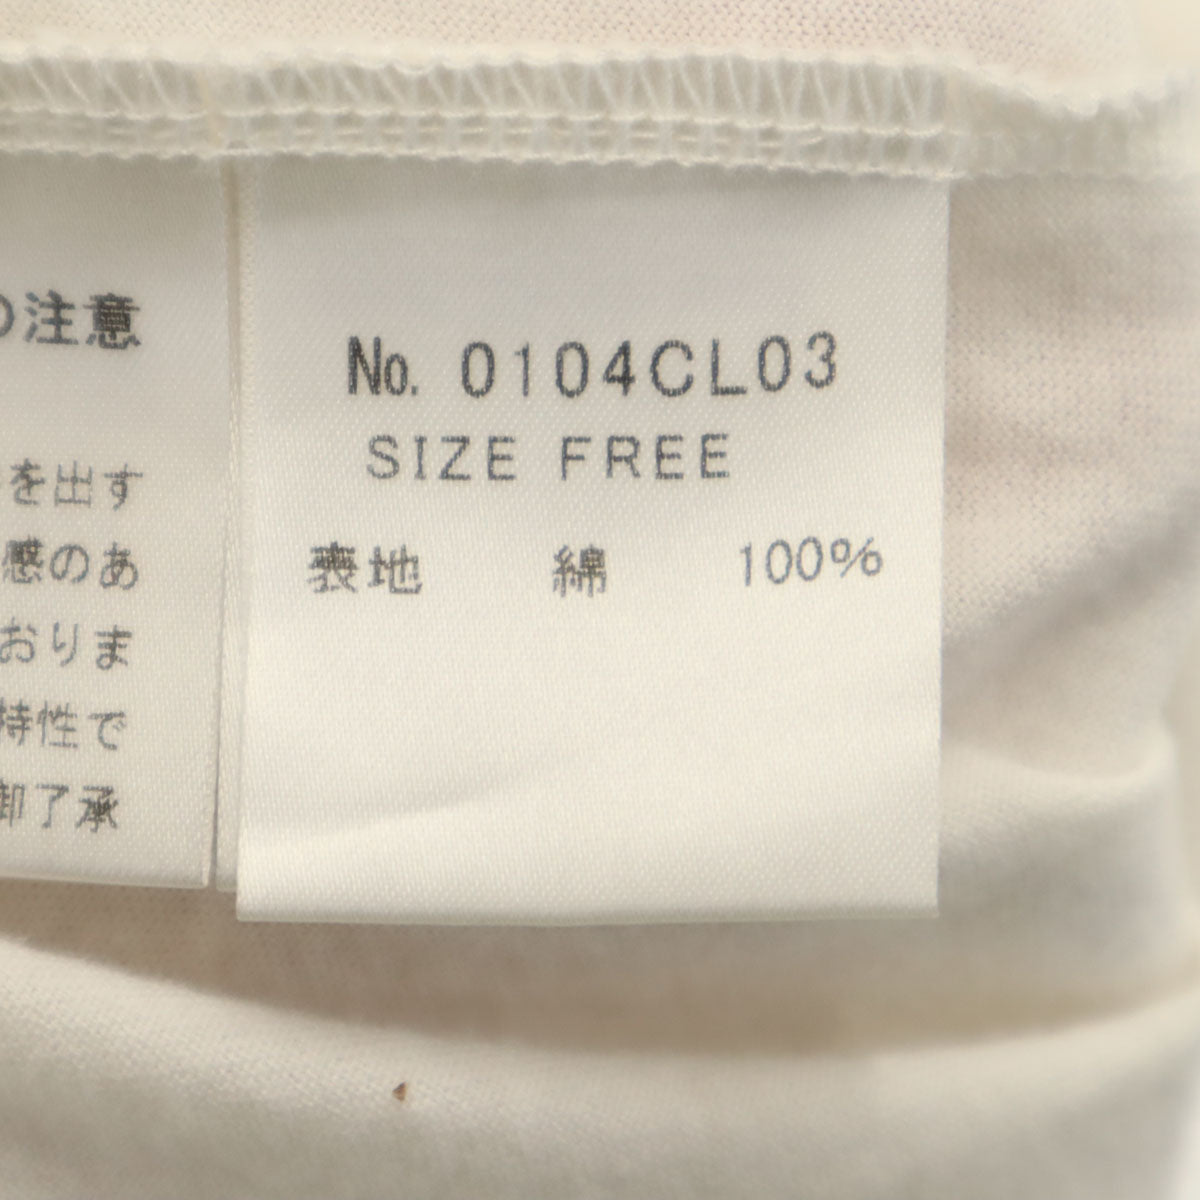 の注意
を出す
感のあ
おりま
特性で
御了承
No. 0104CL03
SIZE FREE
表地 綿 100%